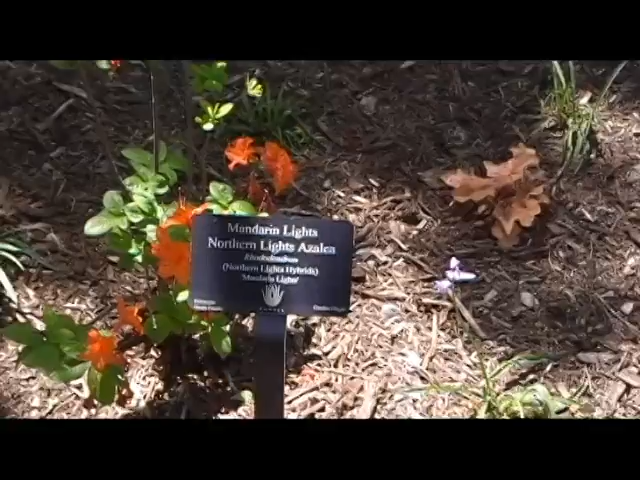 Mandarin Lights
Northern Lights Azalea
Rhododendron
(Northern Lights Hybrids)
'Mandarin Lights'